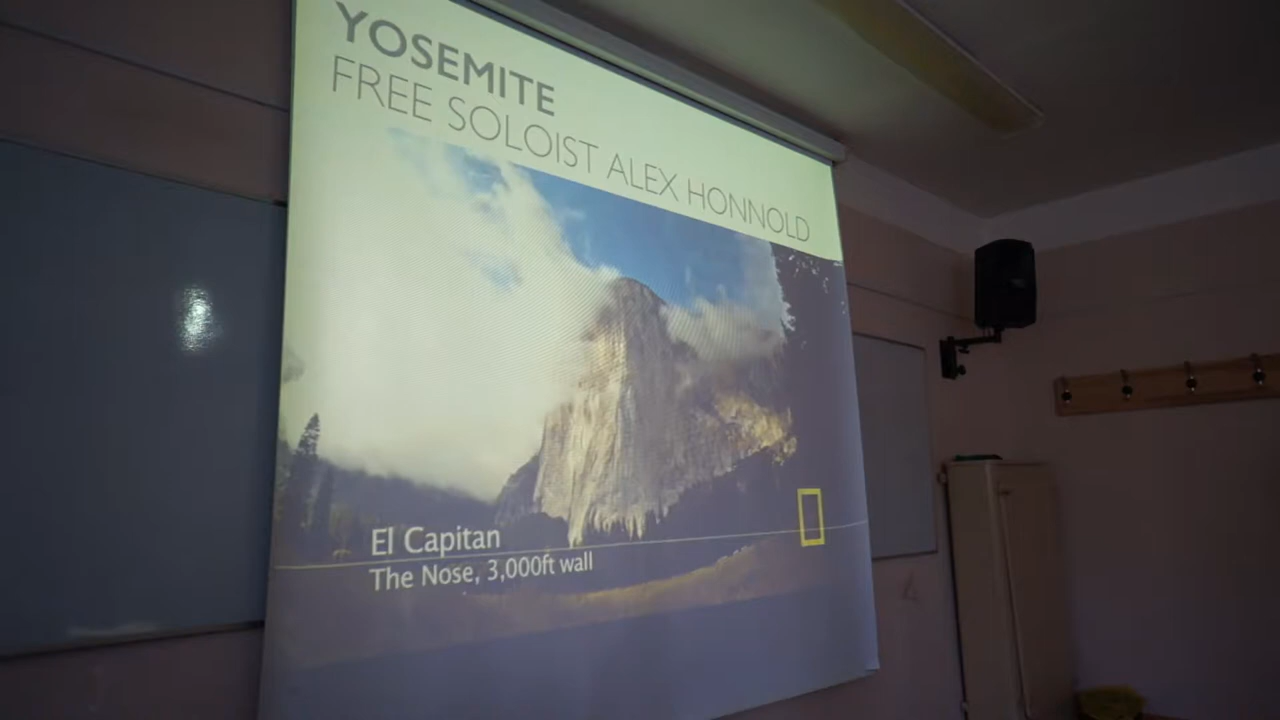 YOSEMITE
FREE SOLOIST ALEX HONNOLD
El Capitan
The Nose, 3,000ft wall